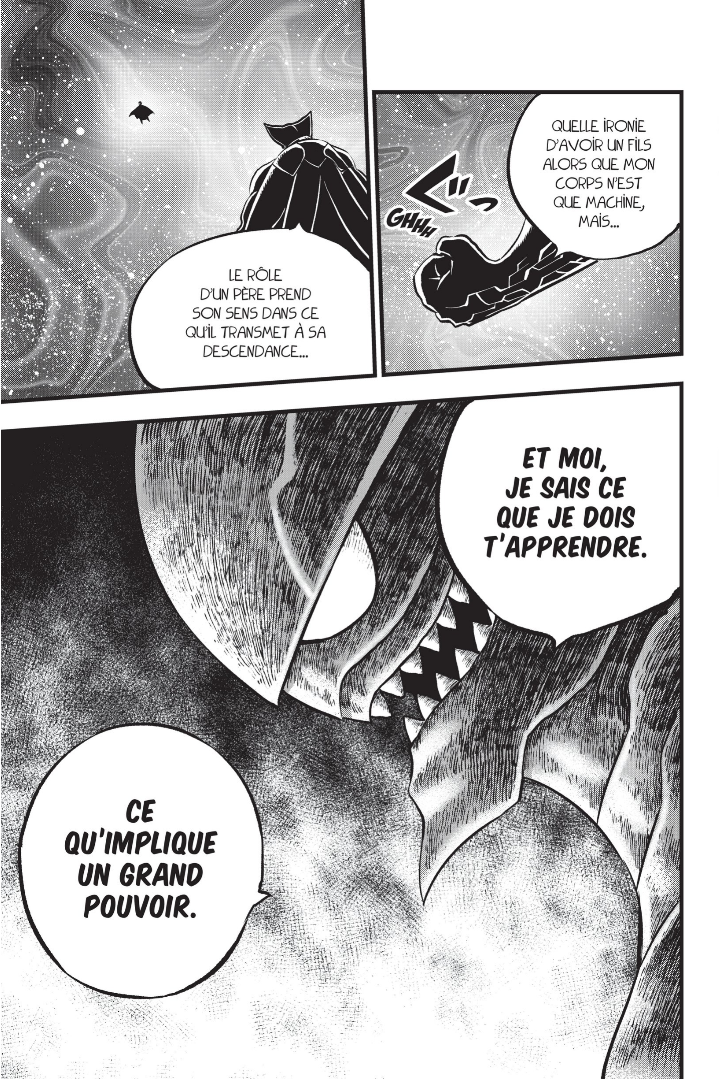 QUELLE IRONIE
D'AVOIR UN FILS
ALORS QUE MON
CORPS N'EST
QUE MACHINE,
MAIS...
グッ
GHHH
LE RÔLE
D'UN PÈRE PREND
SON SENS DANS CE
QU'IL TRANSMET À SA
DESCENDANCE...
ET MOI,
JE SAIS CE
QUE JE DOIS
T'APPRENDRE.
CE
QU'IMPLIQUE
UN GRAND
POUVOIR.